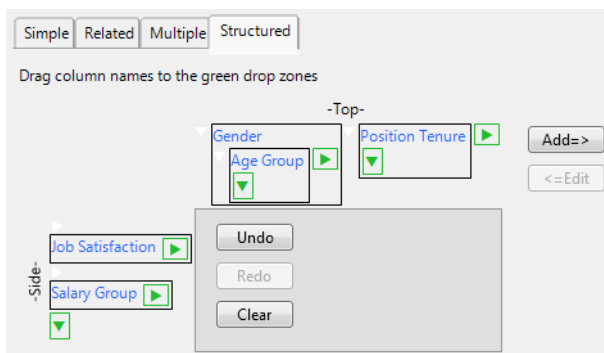 Simple Related Multiple Structured
Drag column names to the green drop zones
-Top-
Gender Position Tenure Add=>
Age Group
<=Edit
Undo
Job Satisfaction
Redo
-Side-
Salary Group
Clear